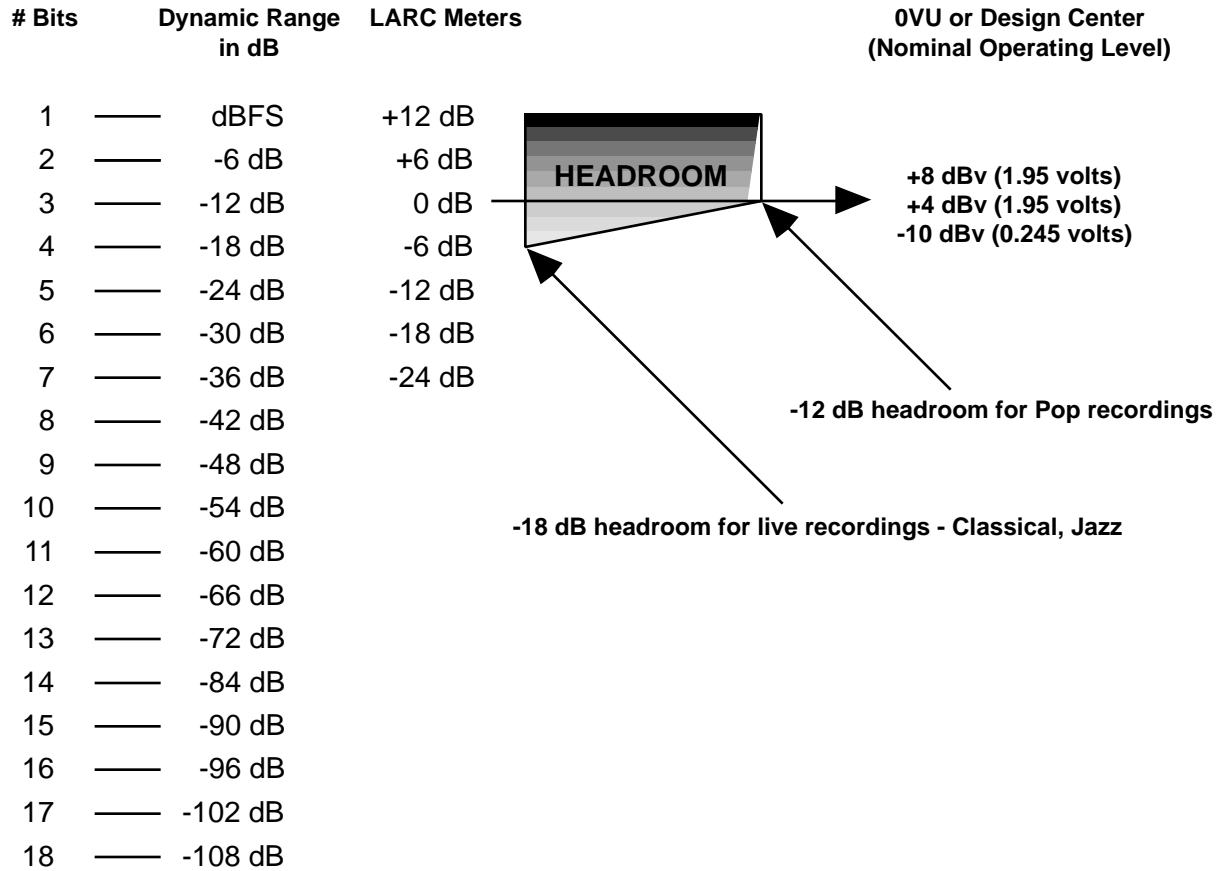 # Bits Dynamic Range LARC Meters 0VU or Design Center
in dB (Nominal Operating Level)
1 dBFS +12 dB
2 -6 dB +6 dB
HEADROOM
+8 dBv (1.95 volts)
3 -12 dB 0 dB +4 dBv (1.95 volts)
-10 dBv (0.245 volts)
4 -18 dB -6 dB
5 -24 dB -12 dB
6 -30 dB -18 dB
7 -36 dB -24 dB
-12 dB headroom for Pop recordings
8 -42 dB
9 -48 dB
10 -54 dB
-18 dB headroom for live recordings - Classical, Jazz
11 -60 dB
12 -66 dB
13 -72 dB
14 -84 dB
15 -90 dB
16 -96 dB
17 -102 dB
18 -108 dB